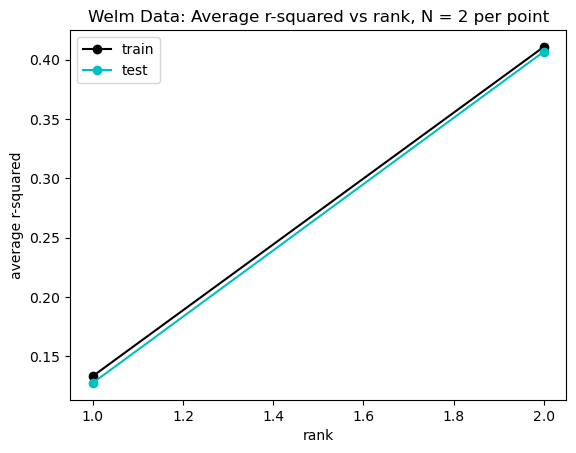 Welm Data: Average r-squared vs rank, N = 2 per point
train
test
average r-squared
0.40
0.35
0.30
0.25
0.20
0.15
1.0 1.2 1.4 1.6 1.8 2.0
rank